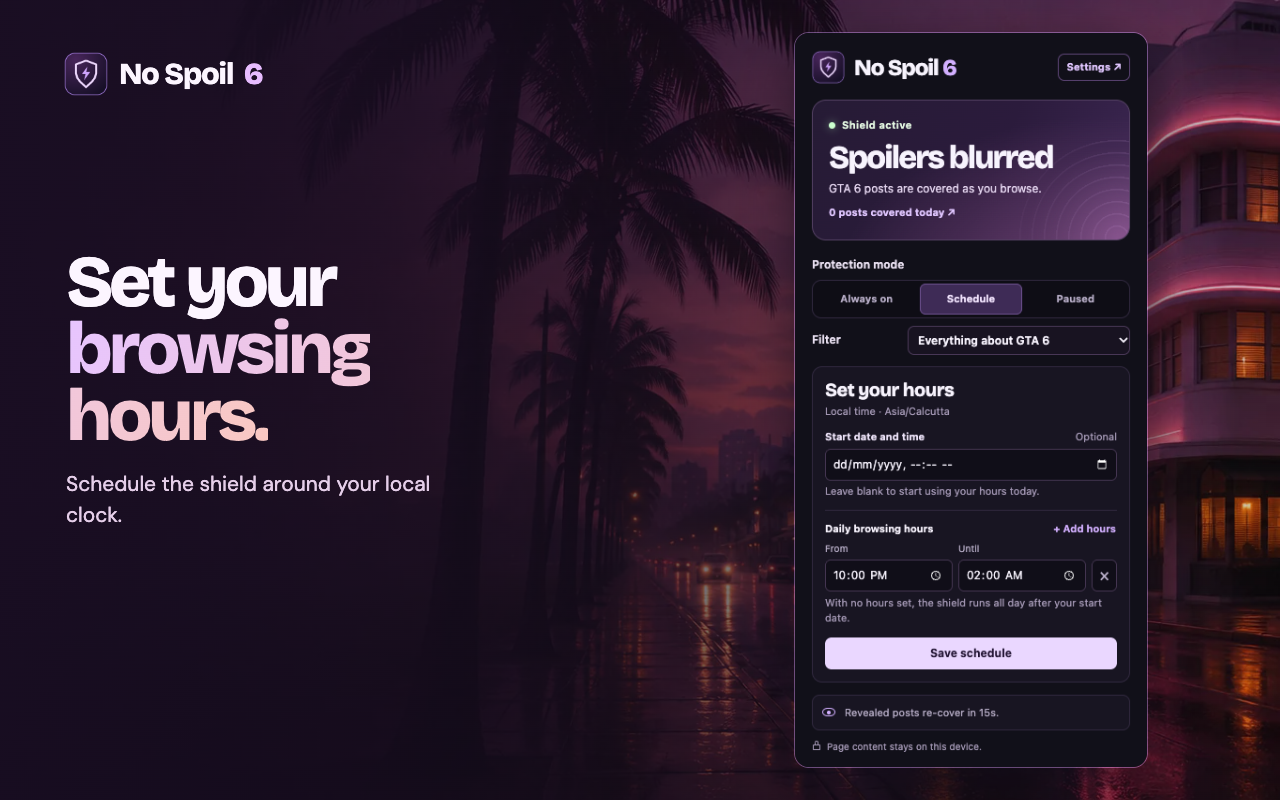 No Spoil 6
Set your
browsing
hours.
Schedule the shield around your local
clock.
No Spoil 6
Settings ↗
Shield active
Spoilers blurred
GTA 6 posts are covered as you browse.
0 posts covered today ↗
Protection mode
Always on
Schedule
Paused
Filter
Everything about GTA 6
Set your hours
Local time · Asia/Calcutta
Start date and time
Optional
dd/mm/yyyy, --:-- --
Leave blank to start using your hours today.
Daily browsing hours
+ Add hours
From
Until
10:00 PM
02:00 AM
✕
With no hours set, the shield runs all day after your start
date.
Save schedule
Revealed posts re-cover in 15s.
Page content stays on this device.